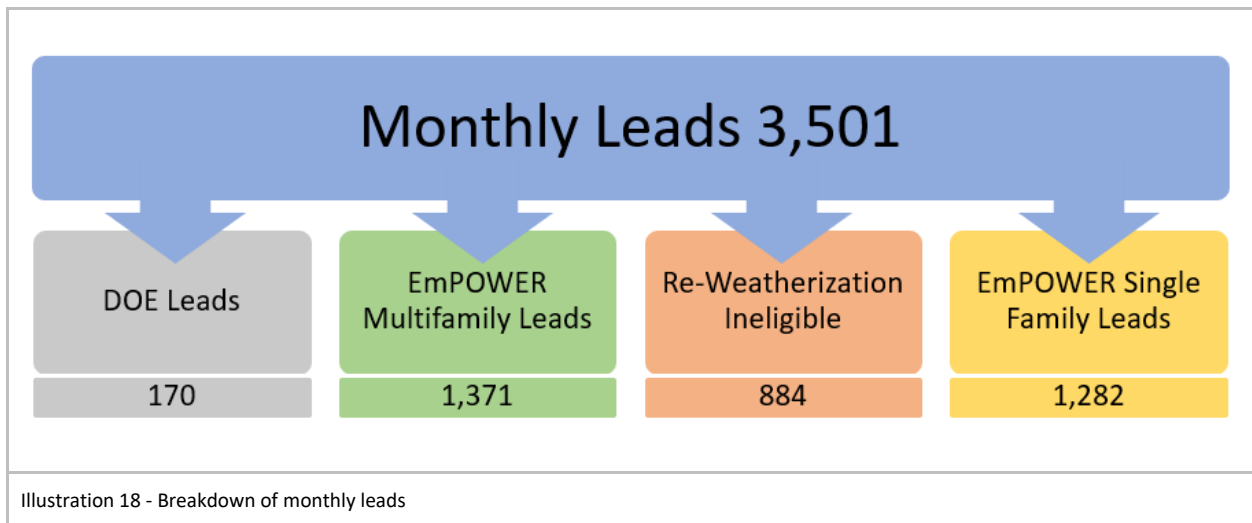 Monthly Leads 3,501
DOE Leads
170
EmPOWER
Multifamily Leads
1,371
Re-Weatherization
Ineligible
884
EmPOWER Single
Family Leads
1,282
Illustration 18 - Breakdown of monthly leads